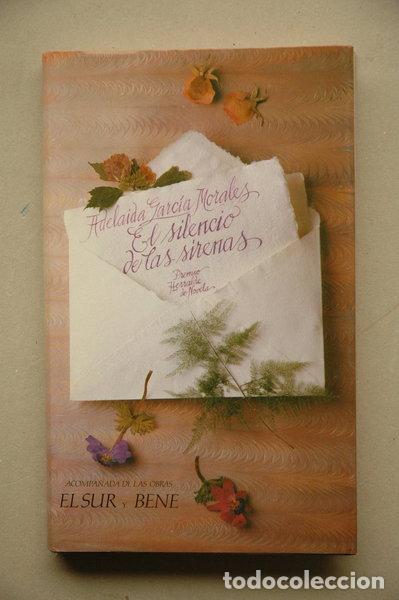 Adelaida García Morales
El silencio
de las sirenas
Premio
Herralde
de Novela
ACOMPAÑADA DE LAS OBRAS
EL SUR Y BENE
todocoleccion